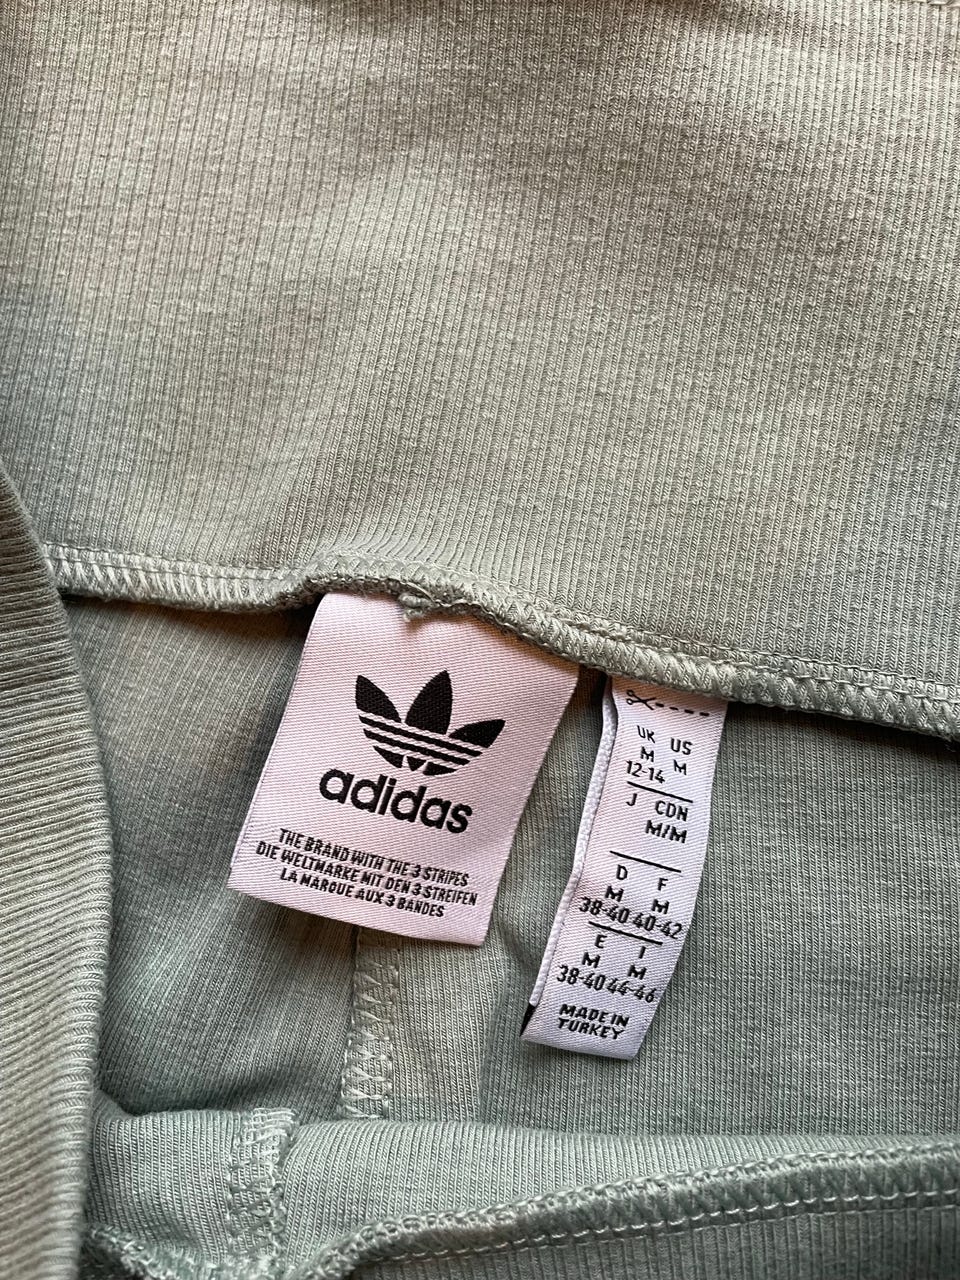 adidas
THE BRAND WITH THE 3 STRIPES
DIE WELTMARKE MIT DEN 3 STREIFEN
LA MARQUE AUX 3 BANDES
UK US
M M
12-14
J CDN
M/M
D F
M M
38-40 40-42
E I
M M
38-40 44-46
MADE IN
TURKEY